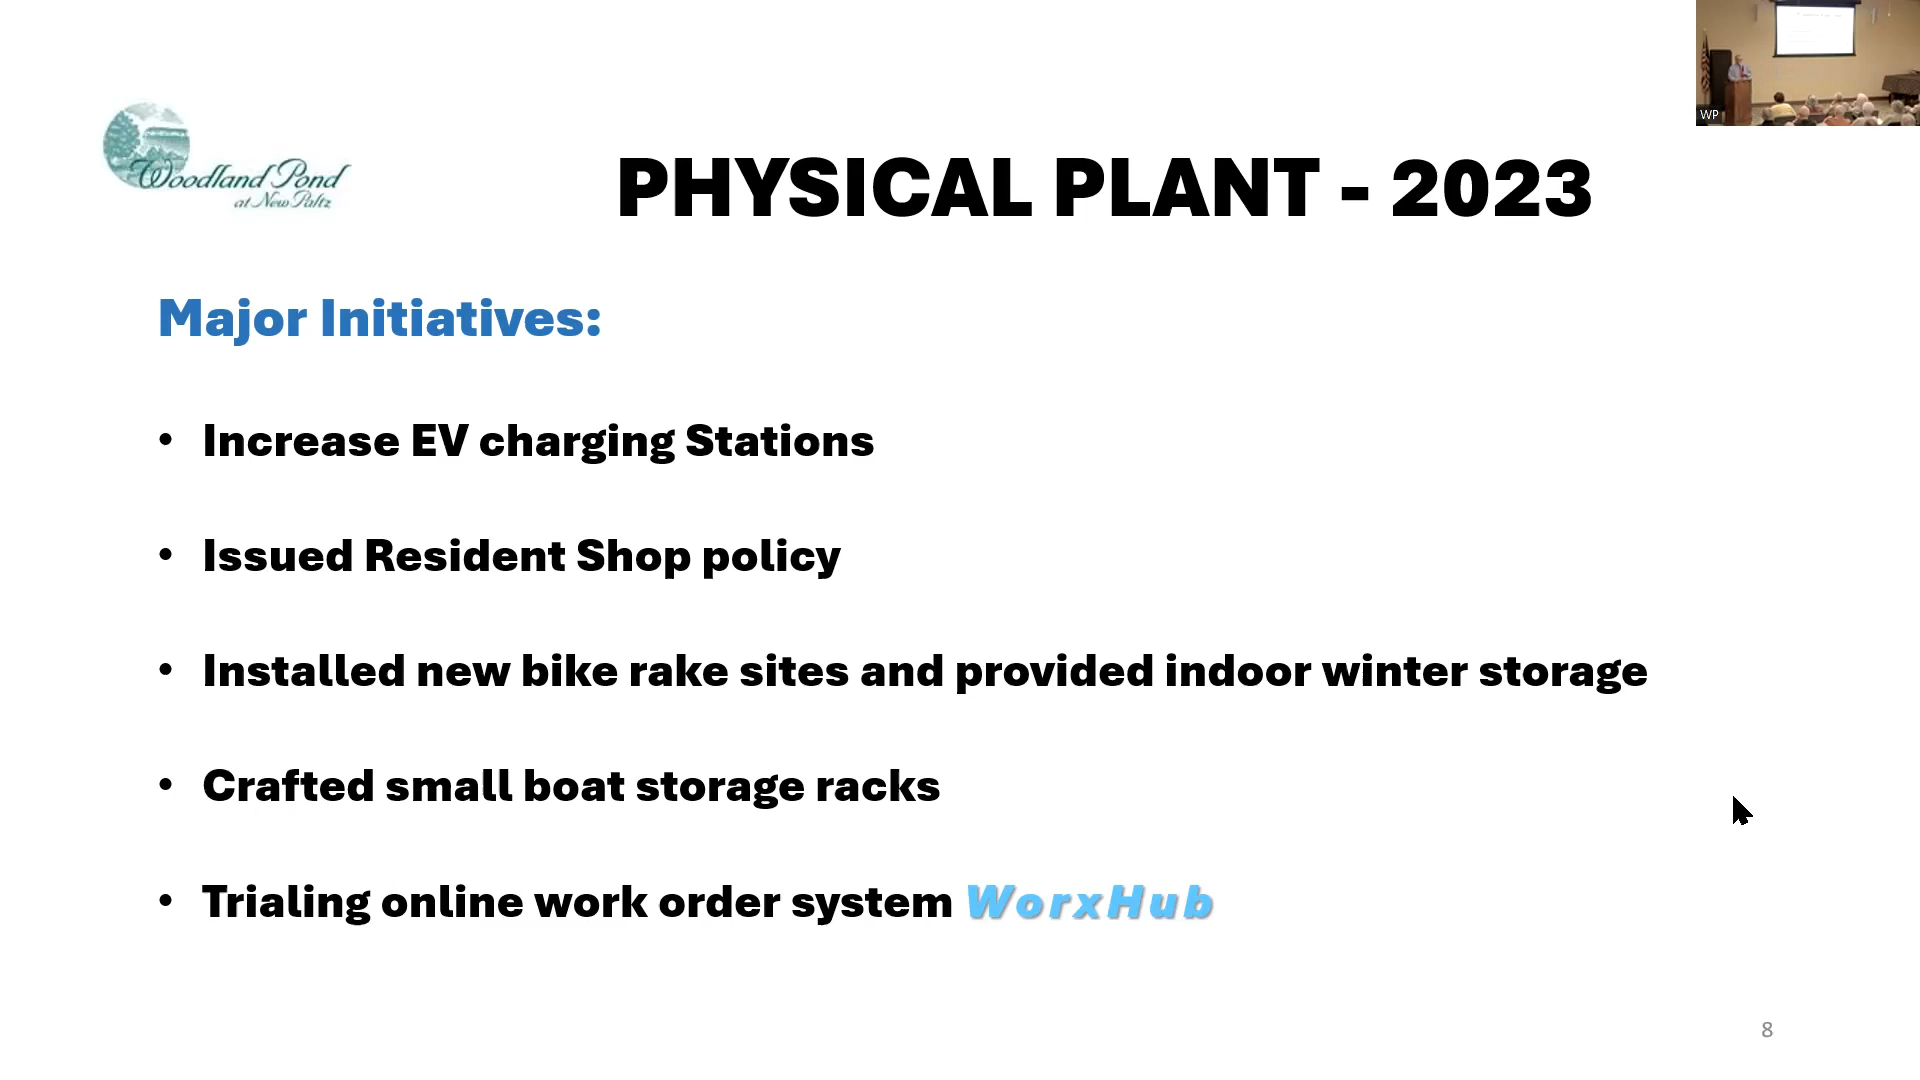 WP
Woodland Pond
at New Paltz
PHYSICAL PLANT - 2023
Major Initiatives:
• Increase EV charging Stations
• Issued Resident Shop policy
• Installed new bike rake sites and provided indoor winter storage
• Crafted small boat storage racks
• Trialing online work order system WorxHub
8